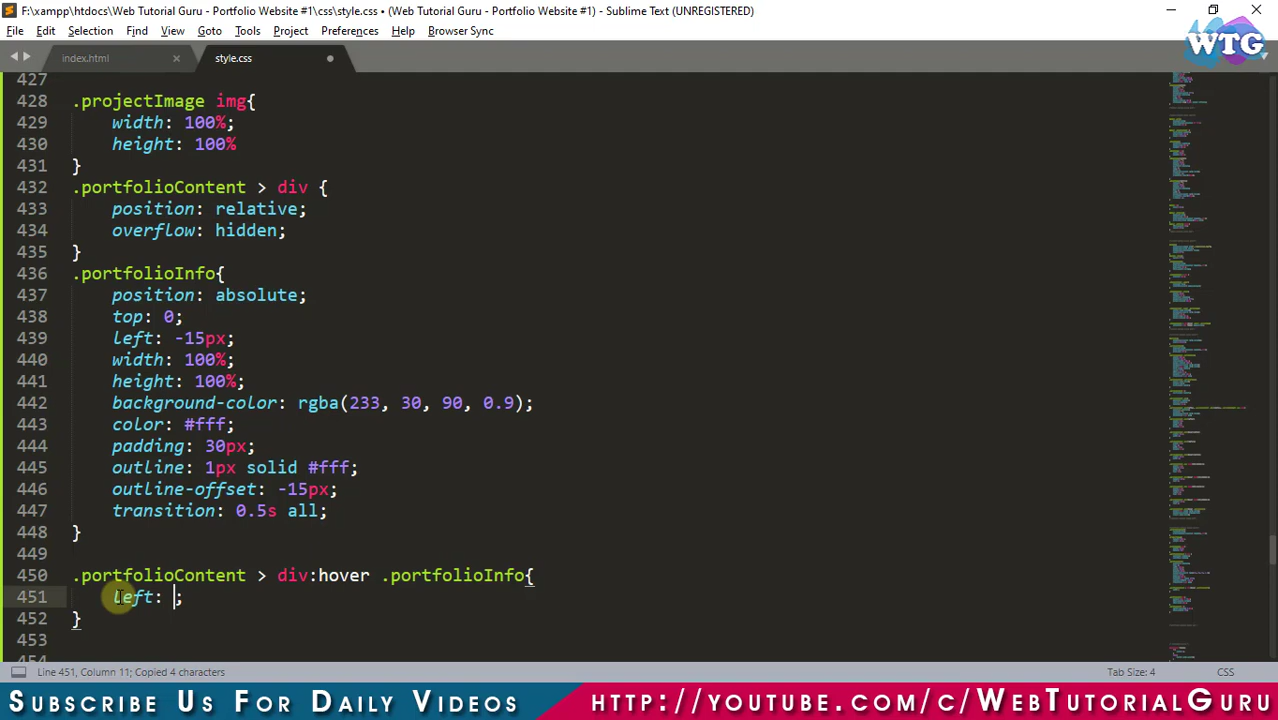 F:\xampp\htdocs\Web Tutorial Guru - Portfolio Website #1\css\style.css • (Web Tutorial Guru - Portfolio Website #1) - Sublime Text (UNREGISTERED)
File Edit Selection Find View Goto Tools Project Preferences Help Browser Sync
WTG
index.html style.css
427
428 .projectImage img{
429 width: 100%;
430 height: 100%
431 }
432 .portfolioContent > div {
433 position: relative;
434 overflow: hidden;
435 }
436 .portfolioInfo{
437 position: absolute;
438 top: 0;
439 left: -15px;
440 width: 100%;
441 height: 100%;
442 background-color: rgba(233, 30, 90, 0.9);
443 color: #fff;
444 padding: 30px;
445 outline: 1px solid #fff;
446 outline-offset: -15px;
447 transition: 0.5s all;
448 }
449
450 .portfolioContent > div:hover .portfolioInfo{
451 left: ;
452 }
453
454
Line 451, Column 11; Copied 4 characters Tab Size: 4 CSS
Subscribe Us For Daily Videos http://youtube.com/c/WebTutorialGuru